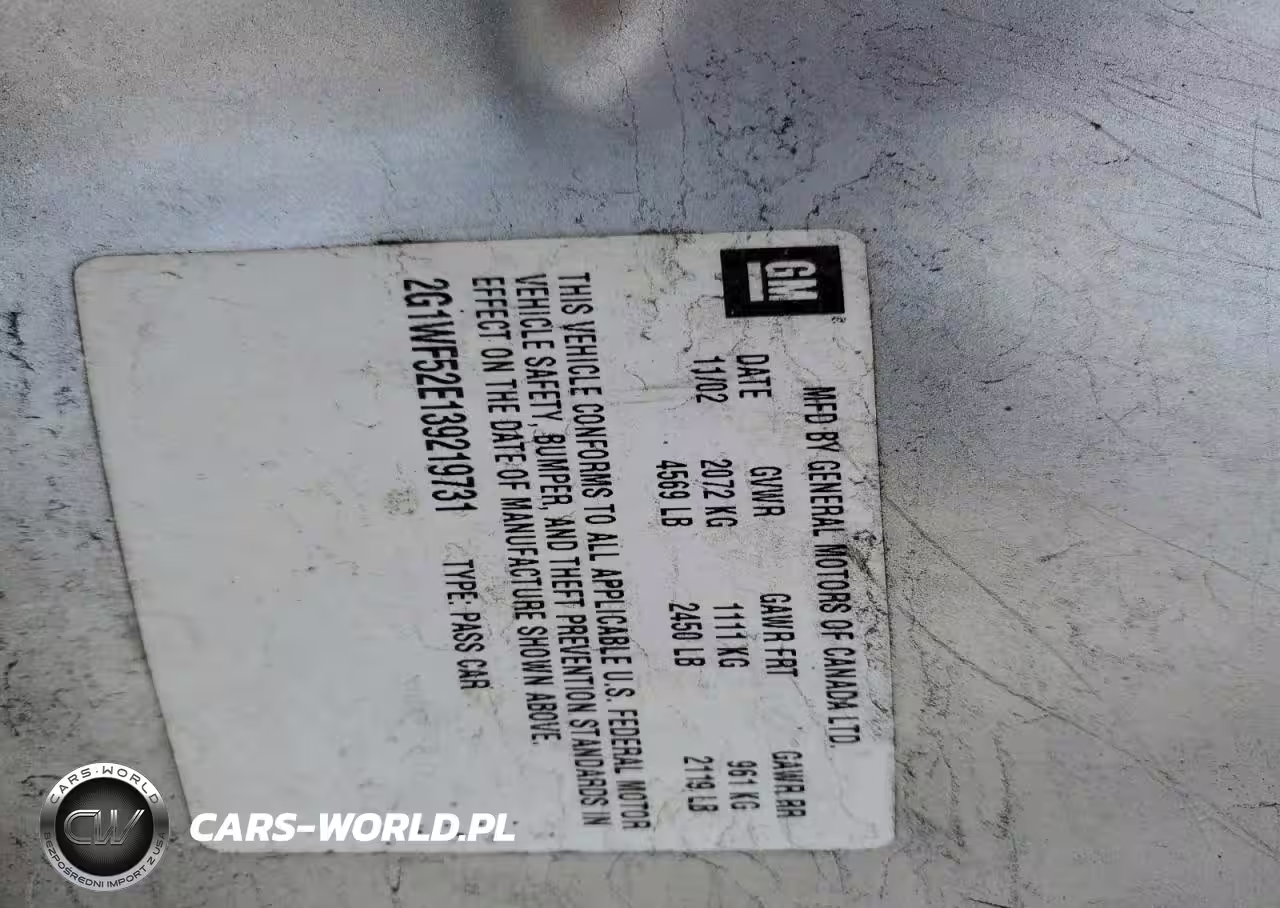 GM
MFD BY GENERAL MOTORS OF CANADA LTD.
DATE GVWR GAWR FRT GAWR RR
11/02 2072 KG 1111 KG 961 KG
4569 LB 2450 LB 2119 LB
THIS VEHICLE CONFORMS TO ALL APPLICABLE U.S. FEDERAL MOTOR
VEHICLE SAFETY, BUMPER, AND THEFT PREVENTION STANDARDS IN
EFFECT ON THE DATE OF MANUFACTURE SHOWN ABOVE.
2G1WF52E139219731 TYPE: PASS CAR
CARS-WORLD
CW
BEZPOŚREDNI IMPORT Z USA
CARS-WORLD.PL